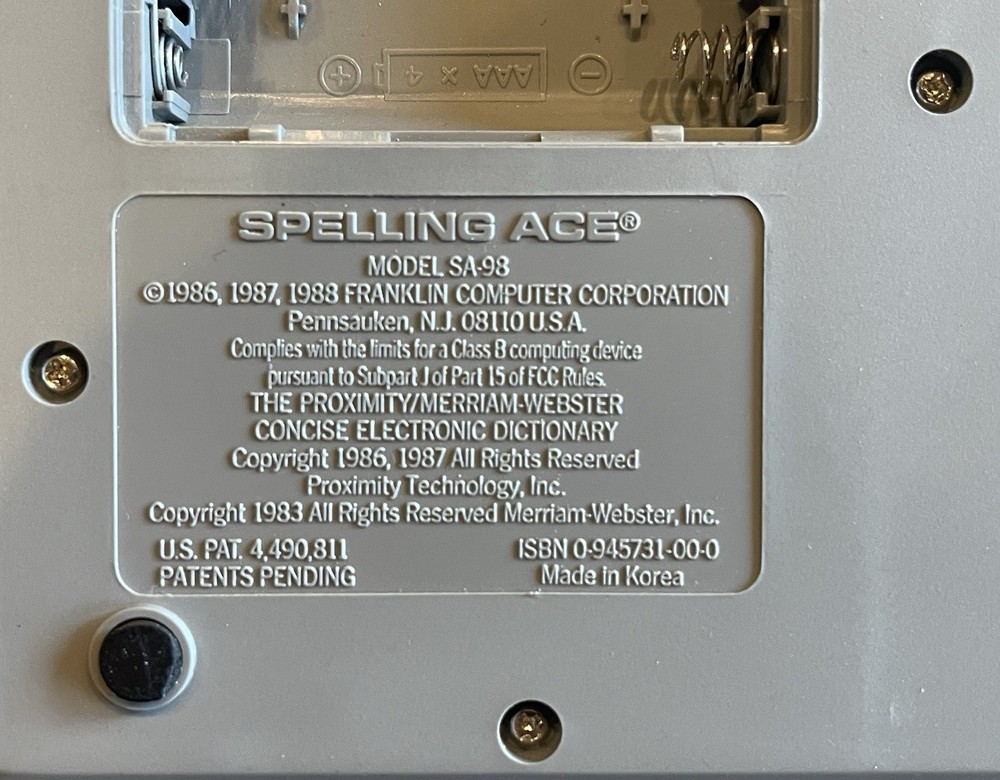 AAA × 4
SPELLING ACE®
MODEL SA-98
©1986, 1987, 1988 FRANKLIN COMPUTER CORPORATION
Pennsauken, N.J. 08110 U.S.A.
Complies with the limits for a Class B computing device
pursuant to Subpart J of Part 15 of FCC Rules.
THE PROXIMITY/MERRIAM-WEBSTER
CONCISE ELECTRONIC DICTIONARY
Copyright 1986, 1987 All Rights Reserved
Proximity Technology, Inc.
Copyright 1983 All Rights Reserved Merriam-Webster, Inc.
U.S. PAT. 4,490,811 ISBN 0-945731-00-0
PATENTS PENDING Made in Korea